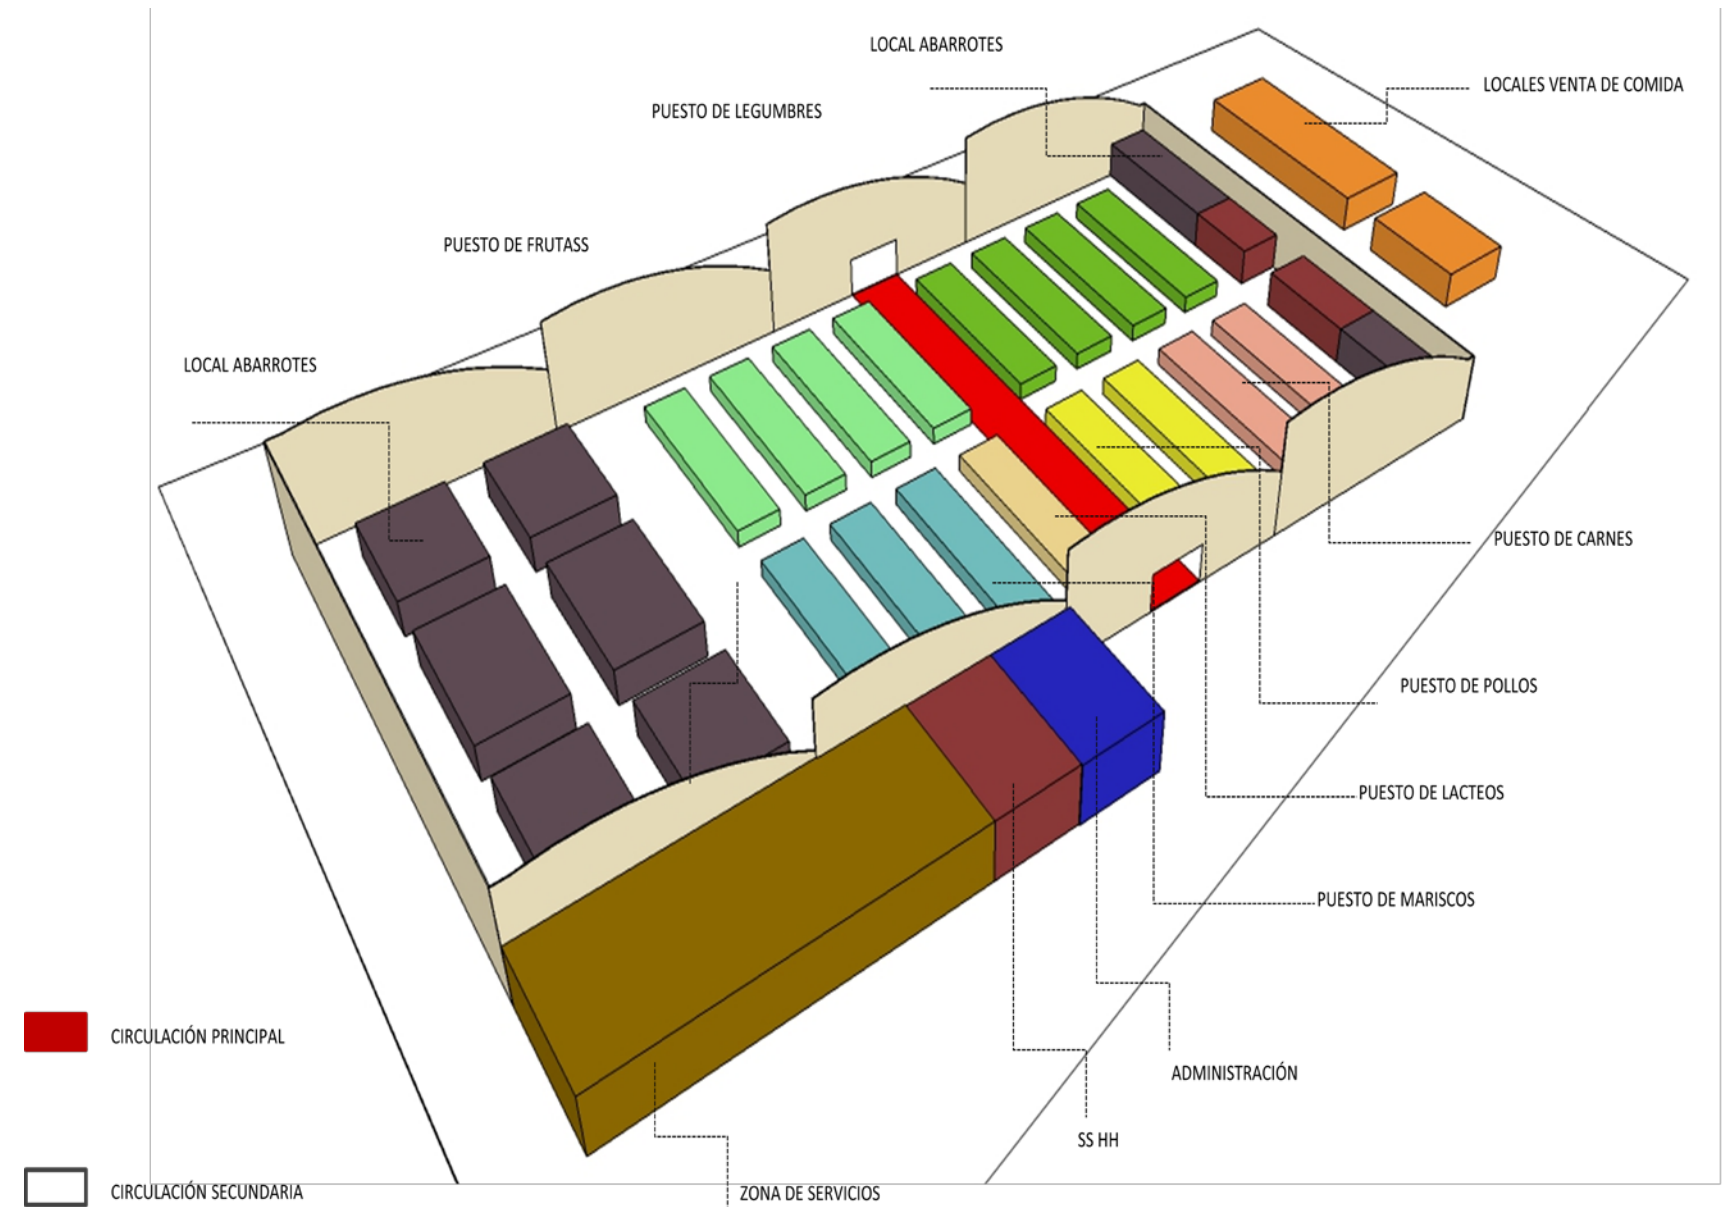 LOCAL ABARROTES
LOCALES VENTA DE COMIDA
PUESTO DE LEGUMBRES
PUESTO DE FRUTASS
LOCAL ABARROTES
PUESTO DE CARNES
PUESTO DE POLLOS
PUESTO DE LACTEOS
PUESTO DE MARISCOS
CIRCULACIÓN PRINCIPAL
ADMINISTRACIÓN
SS HH
CIRCULACIÓN SECUNDARIA
ZONA DE SERVICIOS